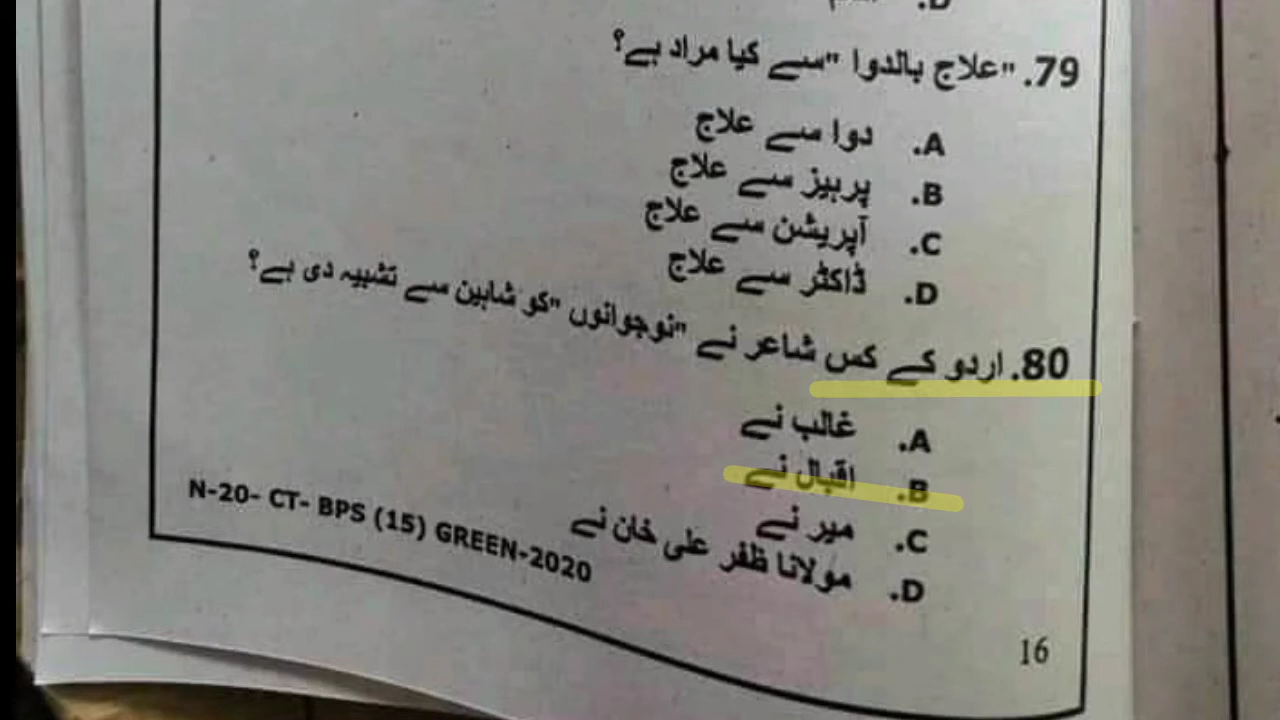 79. "علاج بالدوا "سے کیا مراد ہے؟
A. دوا سے علاج
B. پرہیز سے علاج
C. آپریشن سے علاج
D. ڈاکٹر سے علاج
80. اردو کے کس شاعر نے "نوجوانوں "کو شاہین سے تشبیہ دی ہے؟
A. غالب نے
B. اقبال نے
C. میر نے
D. مولانا ظفر علی خان نے
N-20- CT- BPS (15) GREEN-2020
16